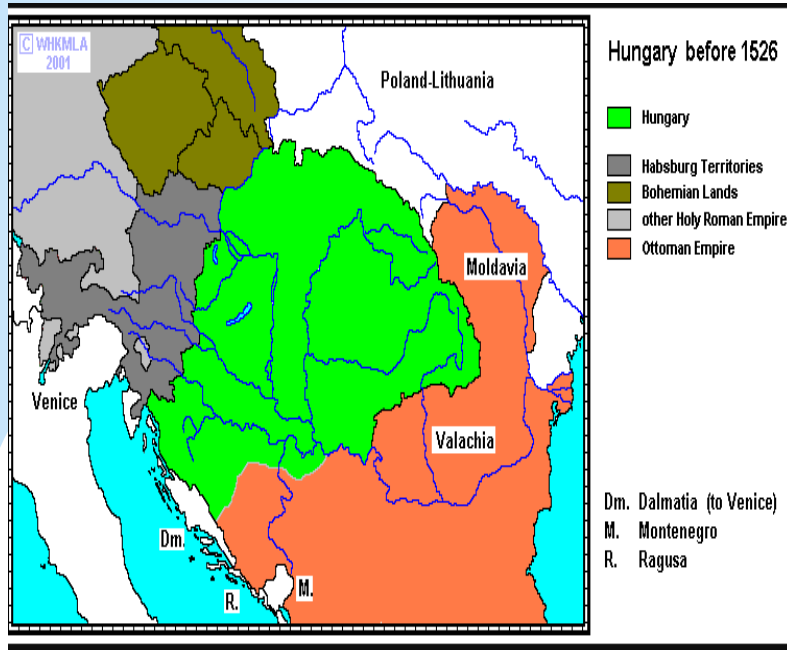 © WHKMLA
2001
Poland-Lithuania
Moldavia
Venice
Valachia
Dm.
R.
M.
Hungary before 1526
Hungary
Habsburg Territories
Bohemian Lands
other Holy Roman Empire
Ottoman Empire
Dm. Dalmatia (to Venice)
M. Montenegro
R. Ragusa